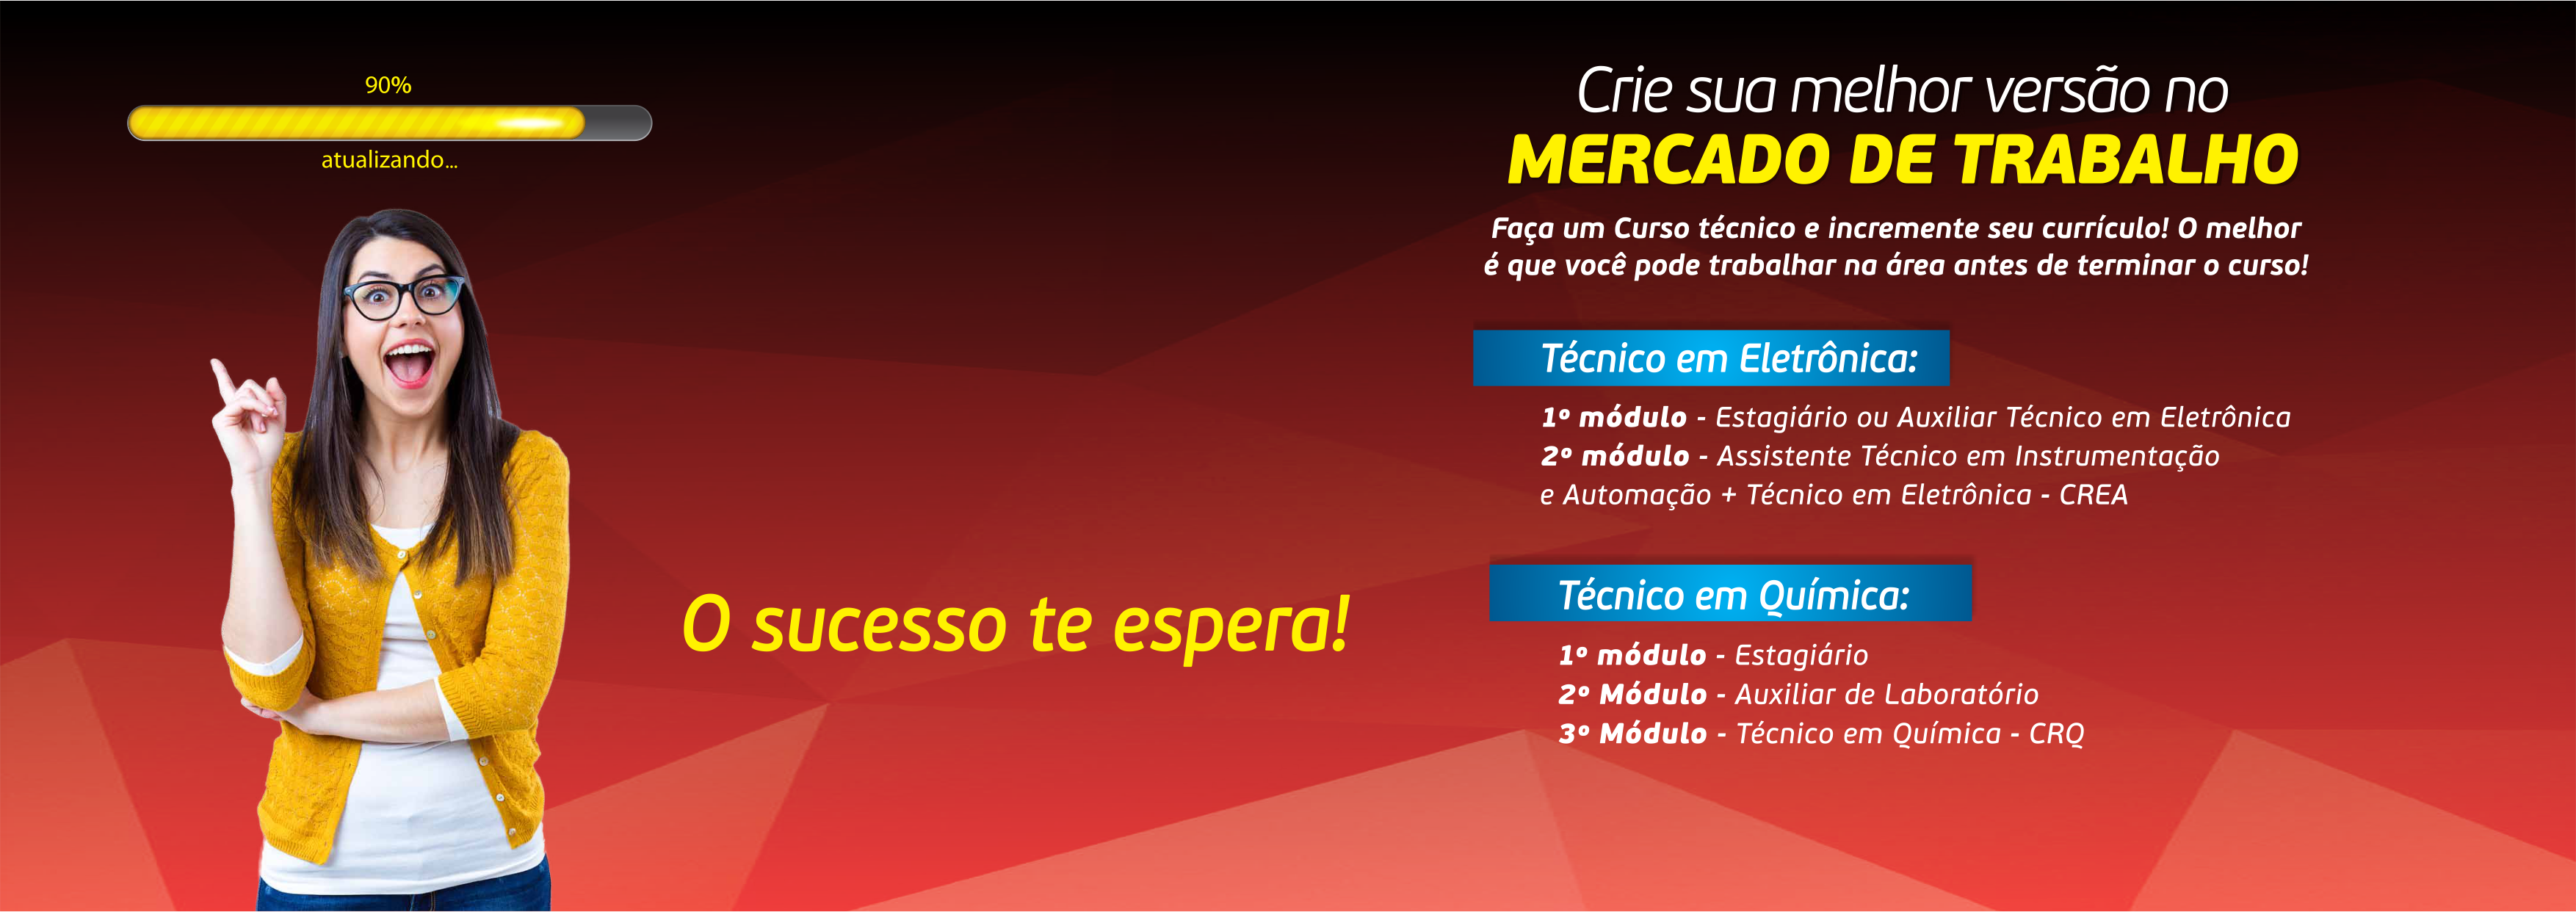 90%
atualizando...
O sucesso te espera!
Crie sua melhor versão no
MERCADO DE TRABALHO
Faça um Curso técnico e incremente seu currículo! O melhor
é que você pode trabalhar na área antes de terminar o curso!
Técnico em Eletrônica:
1º módulo - Estagiário ou Auxiliar Técnico em Eletrônica
2º módulo - Assistente Técnico em Instrumentação
e Automação + Técnico em Eletrônica - CREA
Técnico em Química:
1º módulo - Estagiário
2º Módulo - Auxiliar de Laboratório
3º Módulo - Técnico em Química - CRQ